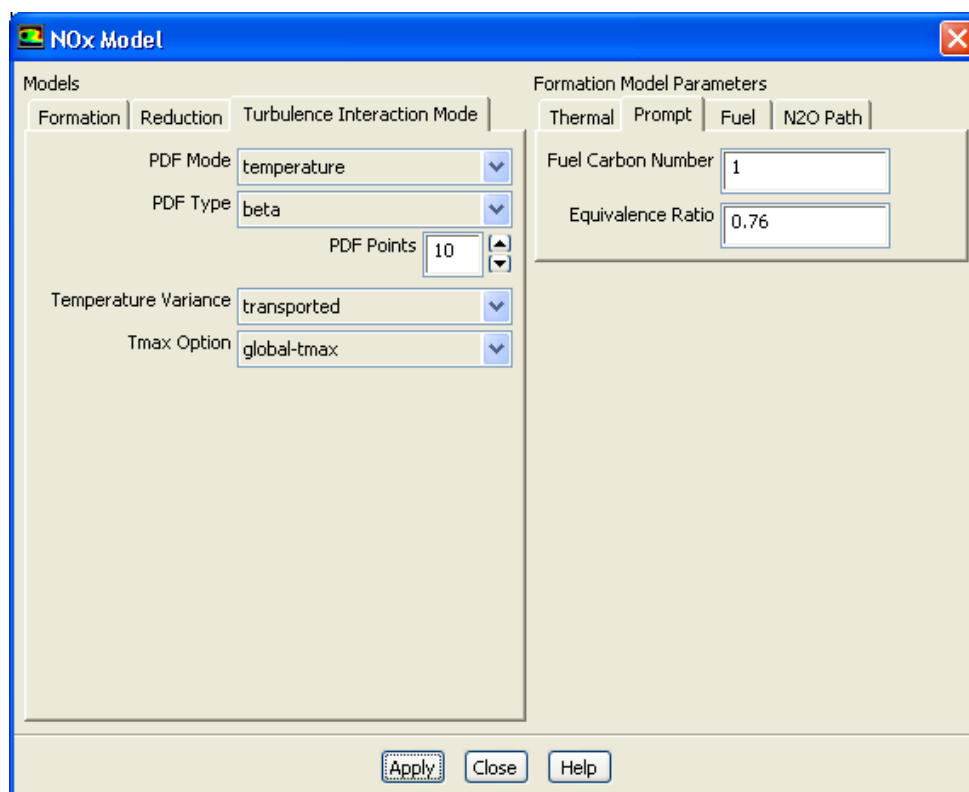 NOx Model
Models
Formation Reduction Turbulence Interaction Mode
PDF Mode temperature
PDF Type beta
PDF Points 10
Temperature Variance transported
Tmax Option global-tmax
Formation Model Parameters
Thermal Prompt Fuel N2O Path
Fuel Carbon Number 1
Equivalence Ratio 0.76
Apply Close Help